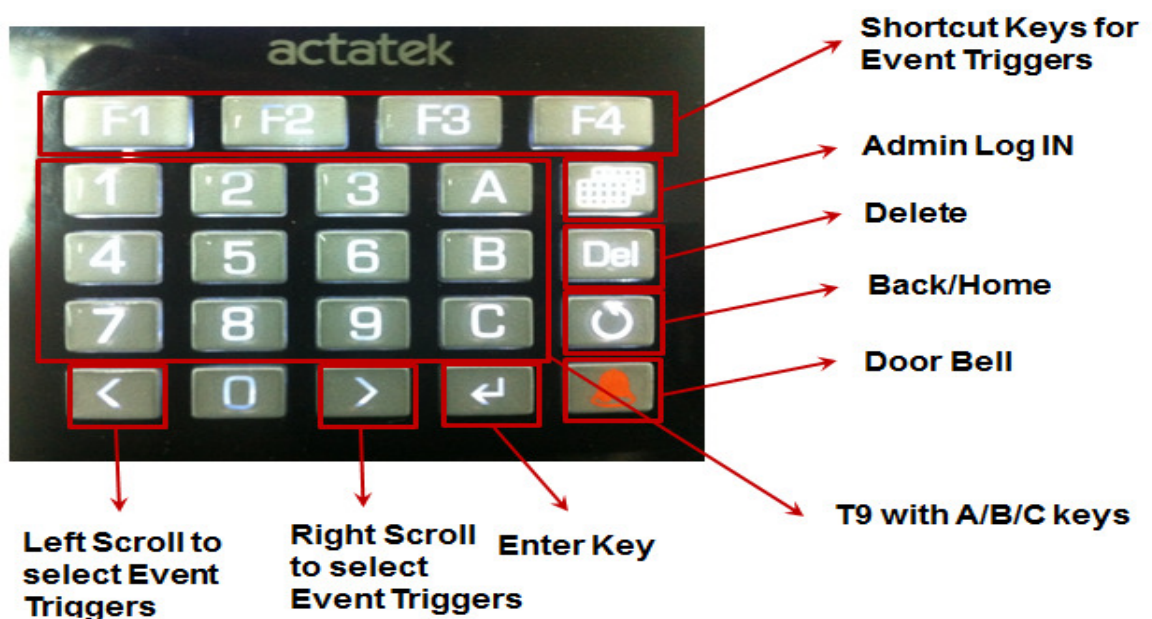 actatek
Shortcut Keys for
Event Triggers
F1 F2 F3 F4
Admin Log IN
1 2 3 A
Delete
4 5 6 B Del
Back/Home
7 8 9 C
Door Bell
< 0 > ↵
T9 with A/B/C keys
Left Scroll to
select Event
Triggers
Right Scroll
to select
Event Triggers
Enter Key